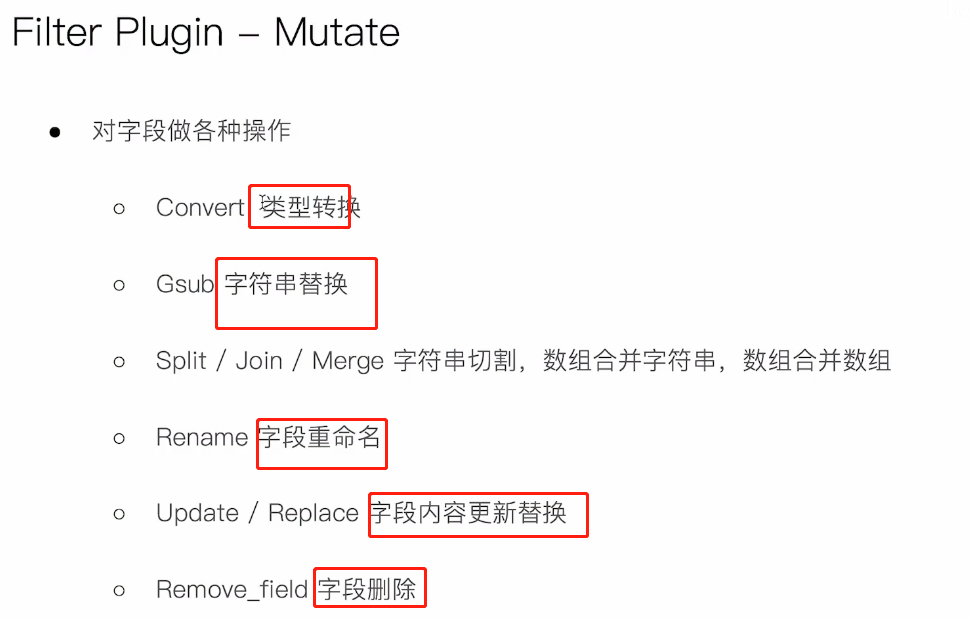 Filter Plugin – Mutate
对字段做各种操作
Convert 类型转换
Gsub 字符串替换
Split / Join / Merge 字符串切割，数组合并字符串，数组合并数组
Rename 字段重命名
Update / Replace 字段内容更新替换
Remove_field 字段删除